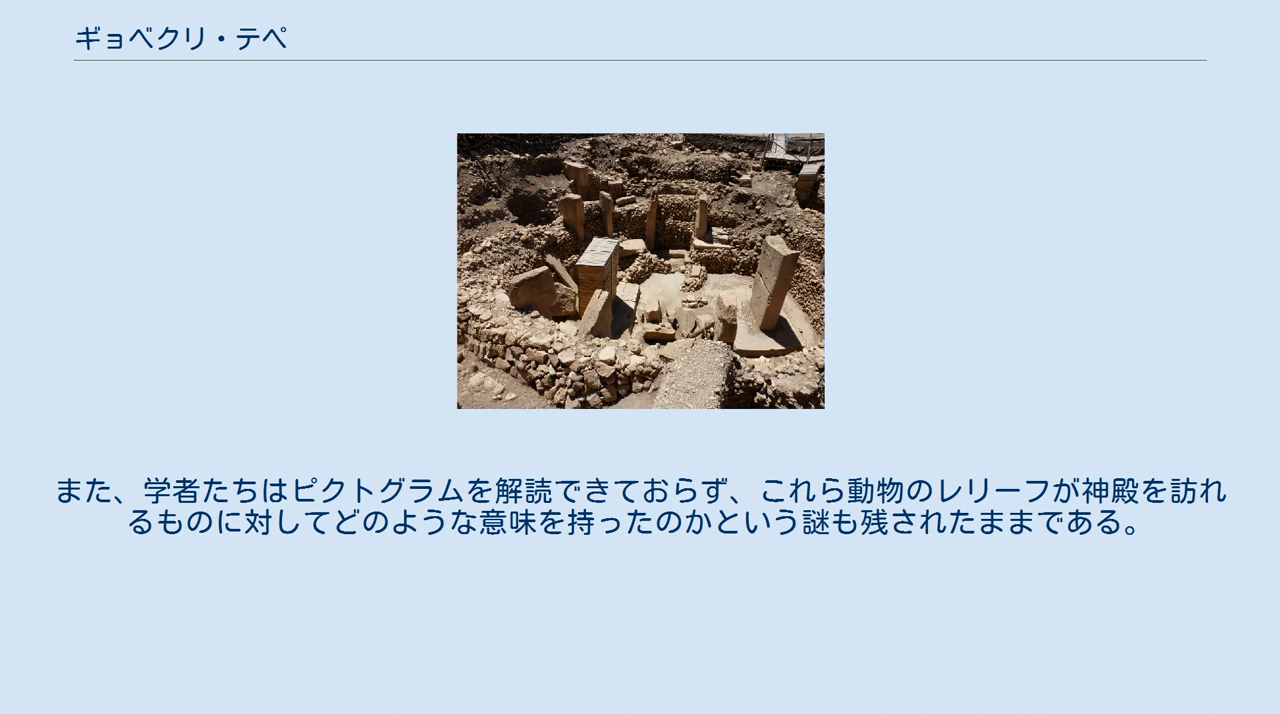 ギョベクリ・テペ
また、学者たちはピクトグラムを解読できておらず、これら動物のレリーフが神殿を訪れ
るものに対してどのような意味を持ったのかという謎も残されたままである。